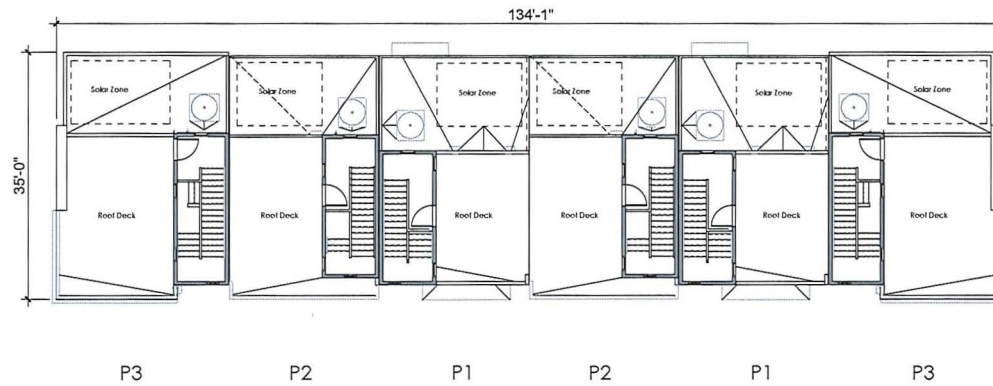 134'-1"
35'-0"
Solar Zone
Solar Zone
Solar Zone
Solar Zone
Solar Zone
Solar Zone
Roof Deck
Roof Deck
Roof Deck
Roof Deck
Roof Deck
Roof Deck
P3 P2 P1 P2 P1 P3